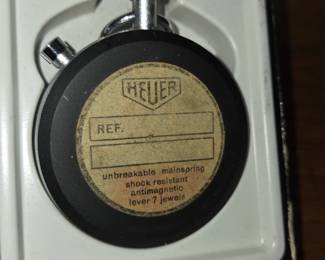 HEUER
REF.
unbreakable mainspring
shock resistant
antimagnetic
lever 7 jewels